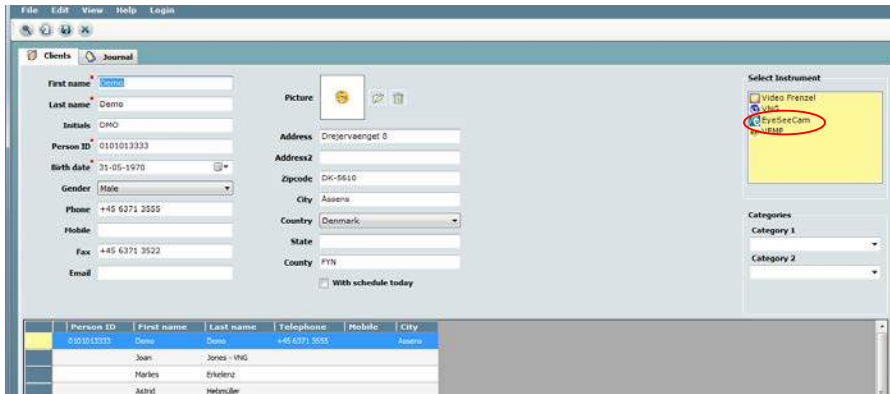 File Edit View Help Login
Clients Journal
First name* Demo
Last name* Demo
Initials DMO
Person ID* 0101013333
Birth date* 31-05-1970
Gender Male
Phone +45 6371 3555
Mobile
Fax +45 6371 3522
Email
Picture
Address Drejervaenget 8
Address2
Zipcode DK-5610
City Assens
Country Denmark
State
County FYN
With schedule today
Select Instrument
Video Frenzel
VNG
EyeSeeCam
VEMP
Categories
Category 1
Category 2
Person ID First name Last name Telephone Mobile City
0101013333 Demo Demo +45 6371 3555 Assens
Joan Jones - VNG
Marlies Erkelenz
Astrid Hebmüller